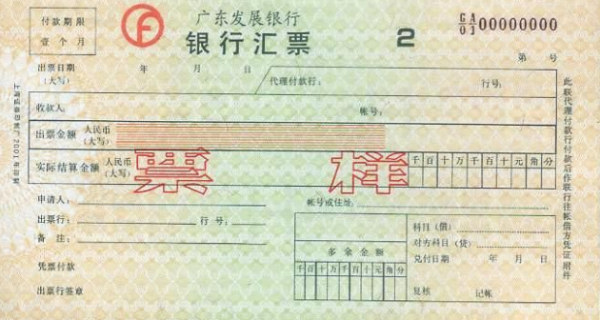 付款期限
壹个月
广东发展银行
银行汇票
2
GA
03 00000000
第 号
出票日期
(大写)
年 月 日
代理付款行: 行号:
收款人: 帐号:
出票金额 人民币
(大写)
实际结算金额 人民币
(大写)
千百十万千百十元角分
票样
申请人: 帐号或住址:
出票行: 行号:
备注:
凭票付款
出票行签章
多余金额
千百十万千百十元角分
科目(借)
对方科目(贷)
兑付日期 年 月 日
复核 记帐
此联代理付款行付款后作联行往帐借方凭证附件